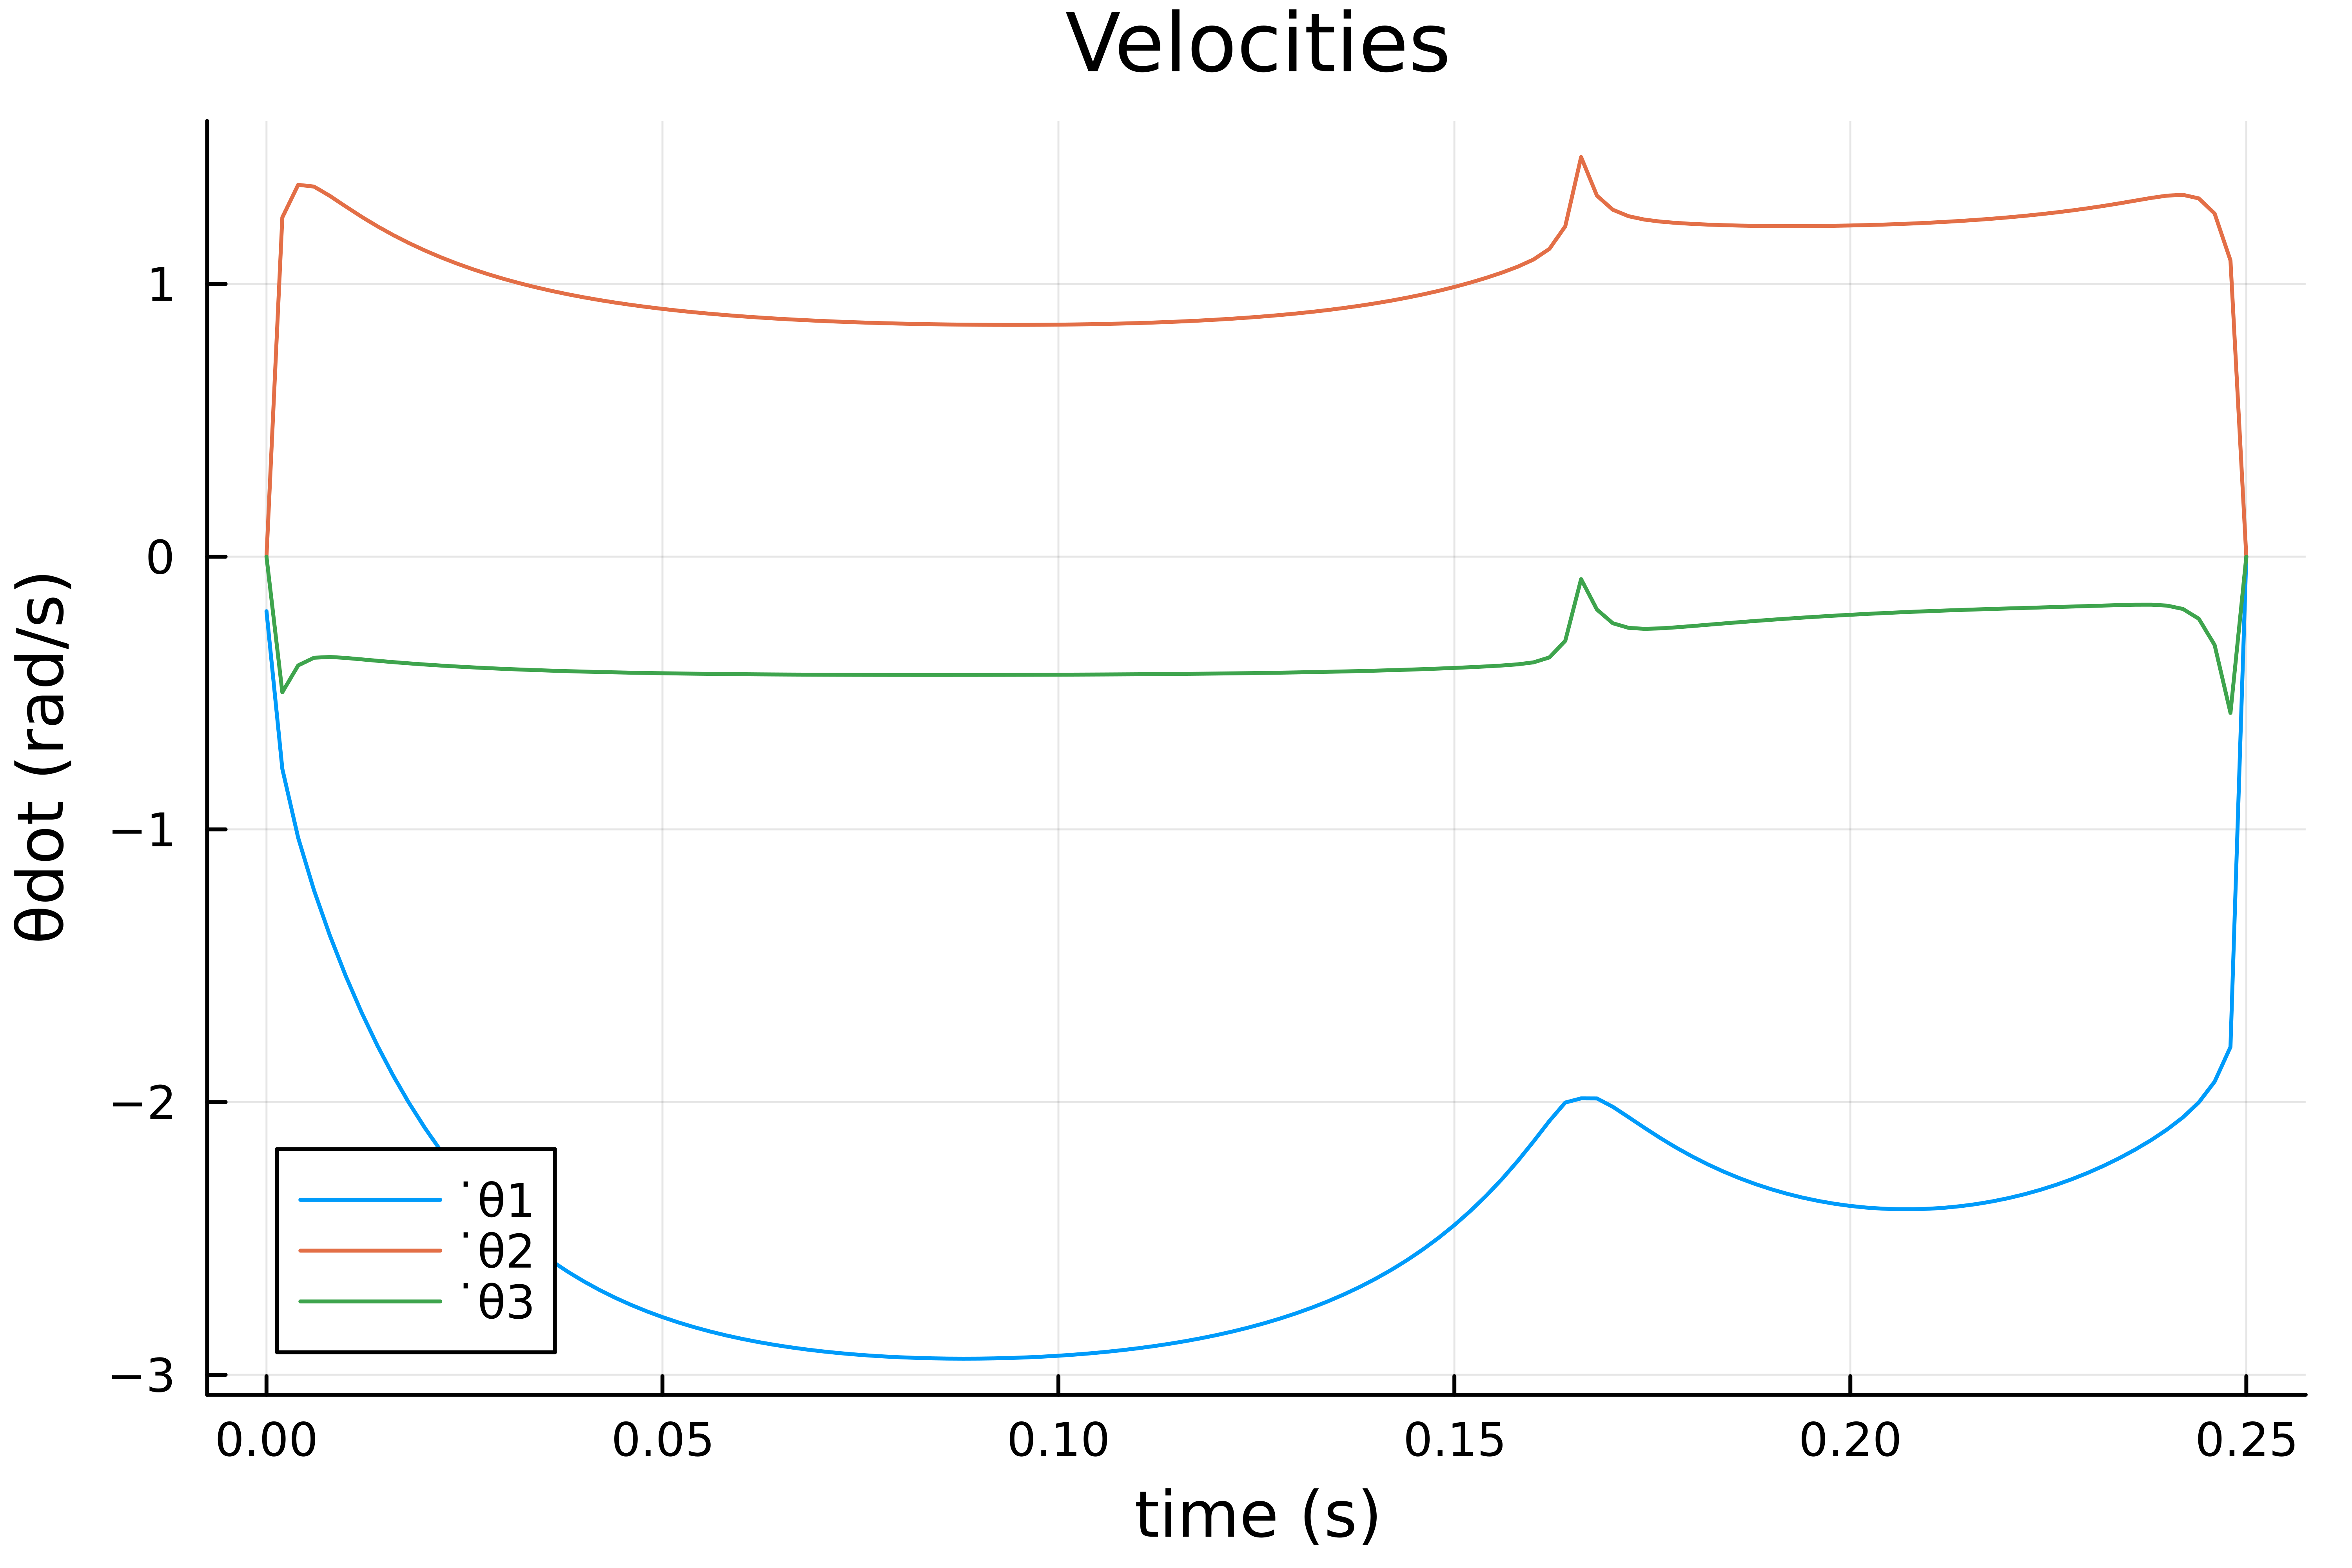 Velocities
θdot (rad/s)
1
0
−1
−2
−3
˙θ1
˙θ2
˙θ3
0.00 0.05 0.10 0.15 0.20 0.25
time (s)